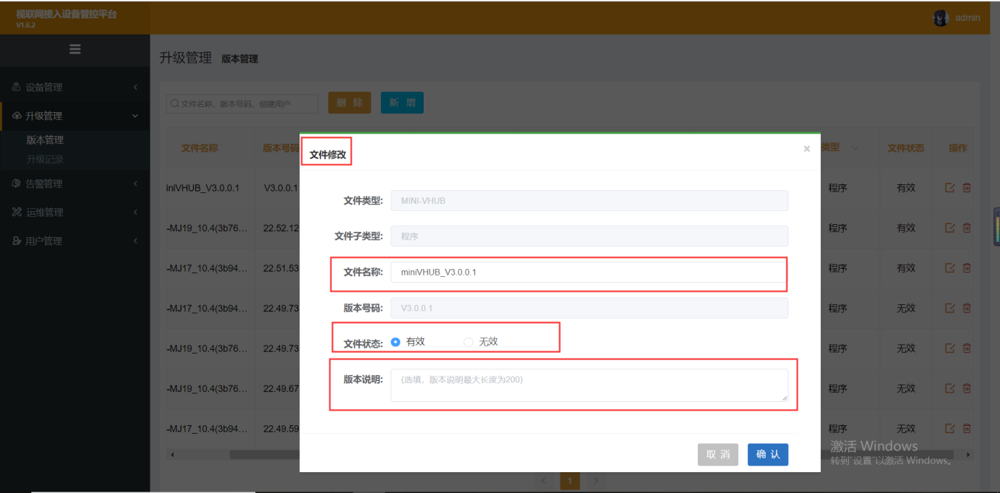 视联网接入设备管控平台
V1.6.2
admin
升级管理 版本管理
设备管理
升级管理
版本管理
升级记录
告警管理
运维管理
用户管理
文件名称、版本号码、创建用户
删 除
新 增
文件名称 版本号码 类型 文件状态 操作
iniVHUB_V3.0.0.1 V3.0.0.1 程序 有效
-MJ19_10.4(3b76... 22.52.12 程序 有效
-MJ17_10.4(3b94... 22.51.53 程序 有效
-MJ17_10.4(3b94... 22.49.73 程序 无效
-MJ19_10.4(3b76... 22.49.73 程序 无效
-MJ19_10.4(3b76... 22.49.67 程序 无效
-MJ17_10.4(3b94... 22.49.59 程序 无效
文件修改
×
文件类型: MINI-VHUB
文件子类型: 程序
文件名称: miniVHUB_V3.0.0.1
版本号码: V3.0.0.1
文件状态: 有效 无效
版本说明: (选填，版本说明最大长度为200)
取 消
确 认
激活 Windows
转到"设置"以激活 Windows。
1